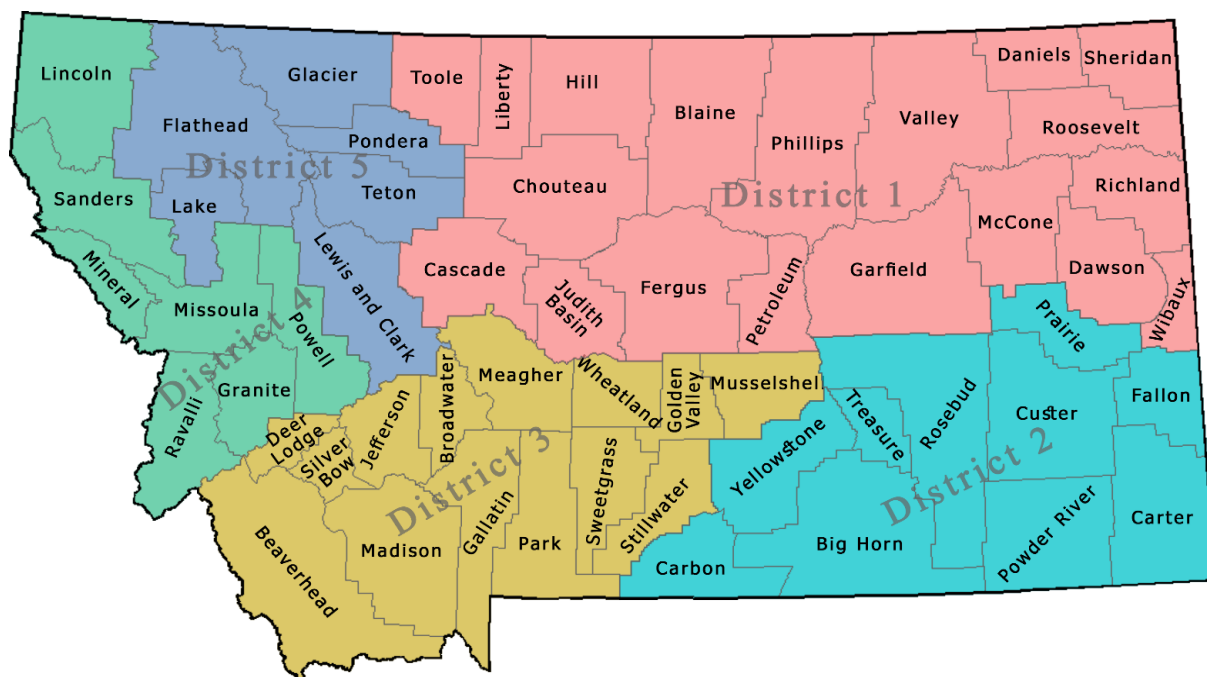 Lincoln
Glacier
Toole
Liberty
Hill
Blaine
Phillips
Valley
Daniels
Sheridan
Roosevelt
Flathead
Pondera
District 5
Teton
Lake
Sanders
Mineral
Missoula
Lewis and Clark
Powell
District 4
Granite
Ravalli
Chouteau
District 1
Richland
McCone
Cascade
Judith
Basin
Fergus
Petroleum
Garfield
Dawson
Wibaux
Prairie
Meagher
Wheatland
Golden
Valley
Musselshel
Broadwater
Jefferson
Deer
Lodge
Silver
Bow
District 3
Beaverhead
Madison
Gallatin
Park
Sweetgrass
Stillwater
Yellowstone
Treasure
Rosebud
Custer
Fallon
District 2
Carbon
Big Horn
Powder River
Carter